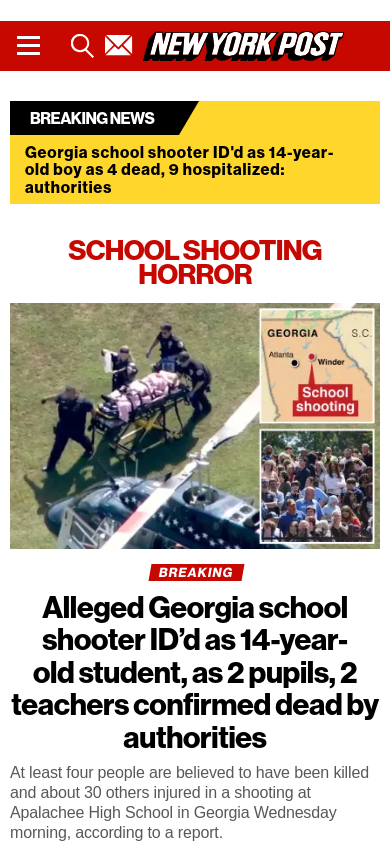 NEW YORK POST
BREAKING NEWS
Georgia school shooter ID'd as 14-year-
old boy as 4 dead, 9 hospitalized:
authorities
SCHOOL SHOOTING
HORROR
GEORGIA
S.C.
Atlanta
Winder
School
shooting
BREAKING
Alleged Georgia school
shooter ID’d as 14-year-
old student, as 2 pupils, 2
teachers confirmed dead by
authorities
At least four people are believed to have been killed
and about 30 others injured in a shooting at
Apalachee High School in Georgia Wednesday
morning, according to a report.